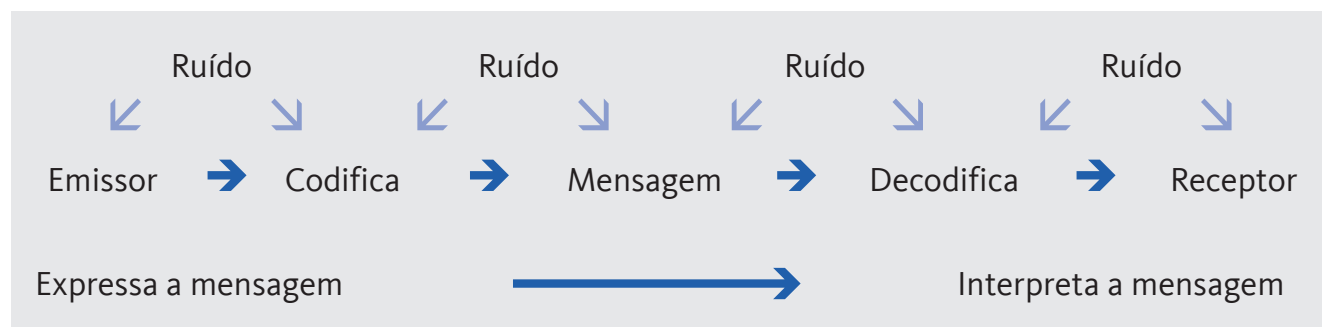 Ruído Ruído Ruído Ruído
Emissor Codifica Mensagem Decodifica Receptor
Expressa a mensagem Interpreta a mensagem